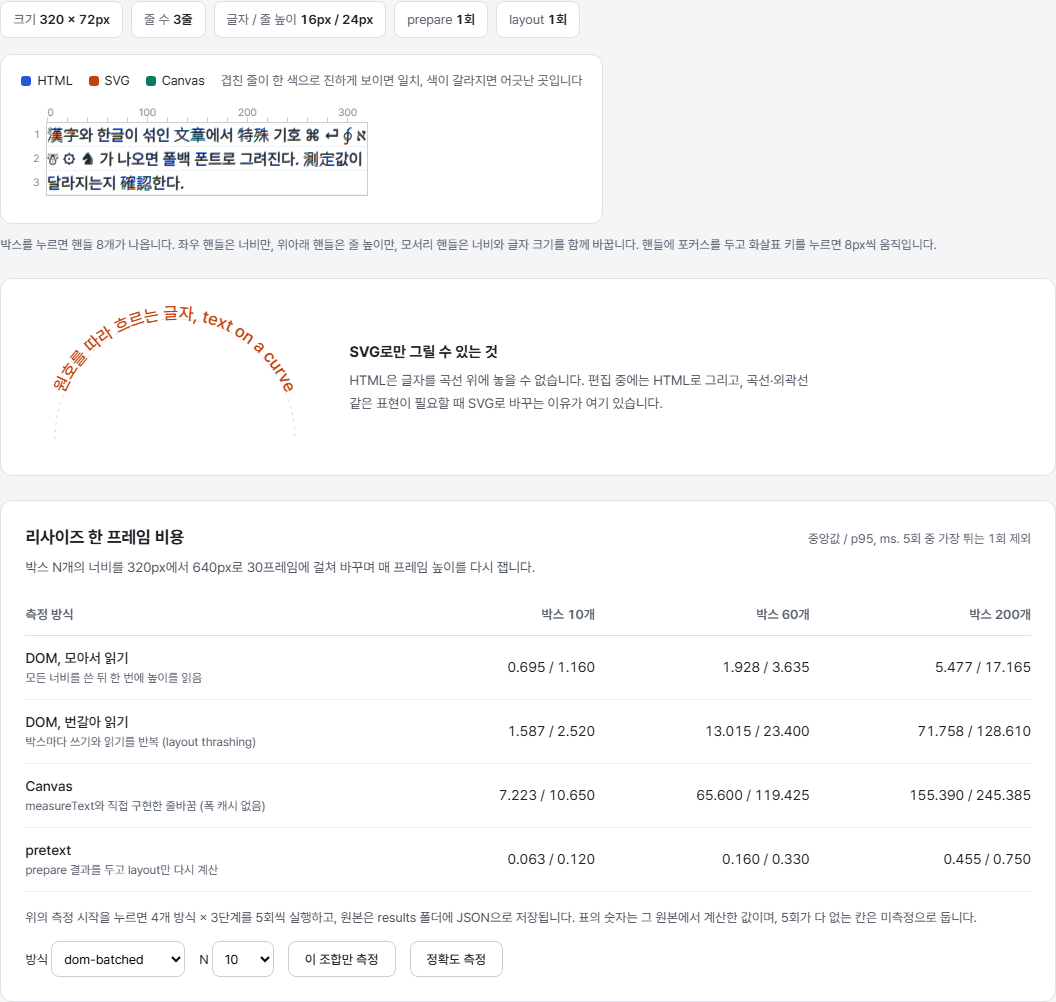 크기 320 × 72px
줄 수 3줄
글자 / 줄 높이 16px / 24px
prepare 1회
layout 1회
HTML SVG Canvas 겹친 줄이 한 색으로 진하게 보이면 일치, 색이 갈라지면 어긋난 곳입니다
0 100 200 300
1 漢字와 한글이 섞인 文章에서 特殊 기호 ⌘ ⏎ ∮ ℵ
2 ☃ ⚙ ♞ 가 나오면 폴백 폰트로 그려진다. 測定값이
3 달라지는지 確認한다.
박스를 누르면 핸들 8개가 나옵니다. 좌우 핸들은 너비만, 위아래 핸들은 줄 높이만, 모서리 핸들은 너비와 글자 크기를 함께 바꿉니다. 핸들에 포커스를 두고 화살표 키를 누르면 8px씩 움직입니다.
원호를 따라 흐르는 글자, text on a curve
SVG로만 그릴 수 있는 것
HTML은 글자를 곡선 위에 놓을 수 없습니다. 편집 중에는 HTML로 그리고, 곡선·외곽선
같은 표현이 필요할 때 SVG로 바꾸는 이유가 여기 있습니다.
리사이즈 한 프레임 비용
중앙값 / p95, ms. 5회 중 가장 튀는 1회 제외
박스 N개의 너비를 320px에서 640px로 30프레임에 걸쳐 바꾸며 매 프레임 높이를 다시 잽니다.
측정 방식 박스 10개 박스 60개 박스 200개
DOM, 모아서 읽기
모든 너비를 쓴 뒤 한 번에 높이를 읽음
0.695 / 1.160 1.928 / 3.635 5.477 / 17.165
DOM, 번갈아 읽기
박스마다 쓰기와 읽기를 반복 (layout thrashing)
1.587 / 2.520 13.015 / 23.400 71.758 / 128.610
Canvas
measureText와 직접 구현한 줄바꿈 (폭 캐시 없음)
7.223 / 10.650 65.600 / 119.425 155.390 / 245.385
pretext
prepare 결과를 두고 layout만 다시 계산
0.063 / 0.120 0.160 / 0.330 0.455 / 0.750
위의 측정 시작을 누르면 4개 방식 × 3단계를 5회씩 실행하고, 원본은 results 폴더에 JSON으로 저장됩니다. 표의 숫자는 그 원본에서 계산한 값이며, 5회가 다 없는 칸은 미측정으로 둡니다.
방식 dom-batched N 10 이 조합만 측정 정확도 측정